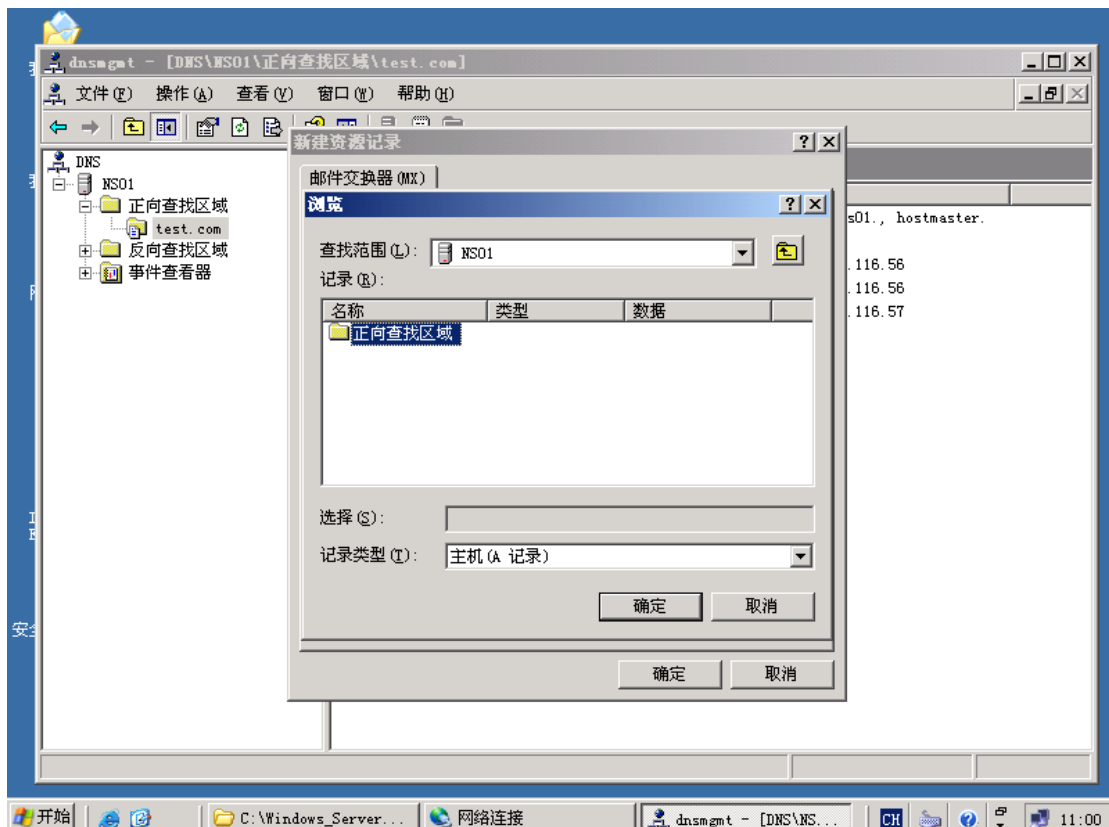 dnsmgmt - [DNS\NS01\正向查找区域\test.com]
文件(F) 操作(A) 查看(V) 窗口(W) 帮助(H)
新建资源记录
DNS
NS01
正向查找区域
test.com
反向查找区域
事件查看器
邮件交换器(MX)
浏览
查找范围(L): NS01
记录(R):
名称 类型 数据
正向查找区域
选择(S):
记录类型(T): 主机(A 记录)
确定 取消
确定 取消
s01., hostmaster.
.116.56
.116.56
.116.57
安全
开始 C:\Windows_Server... 网络连接 dnsmgmt - [DNS\NS... CH 11:00